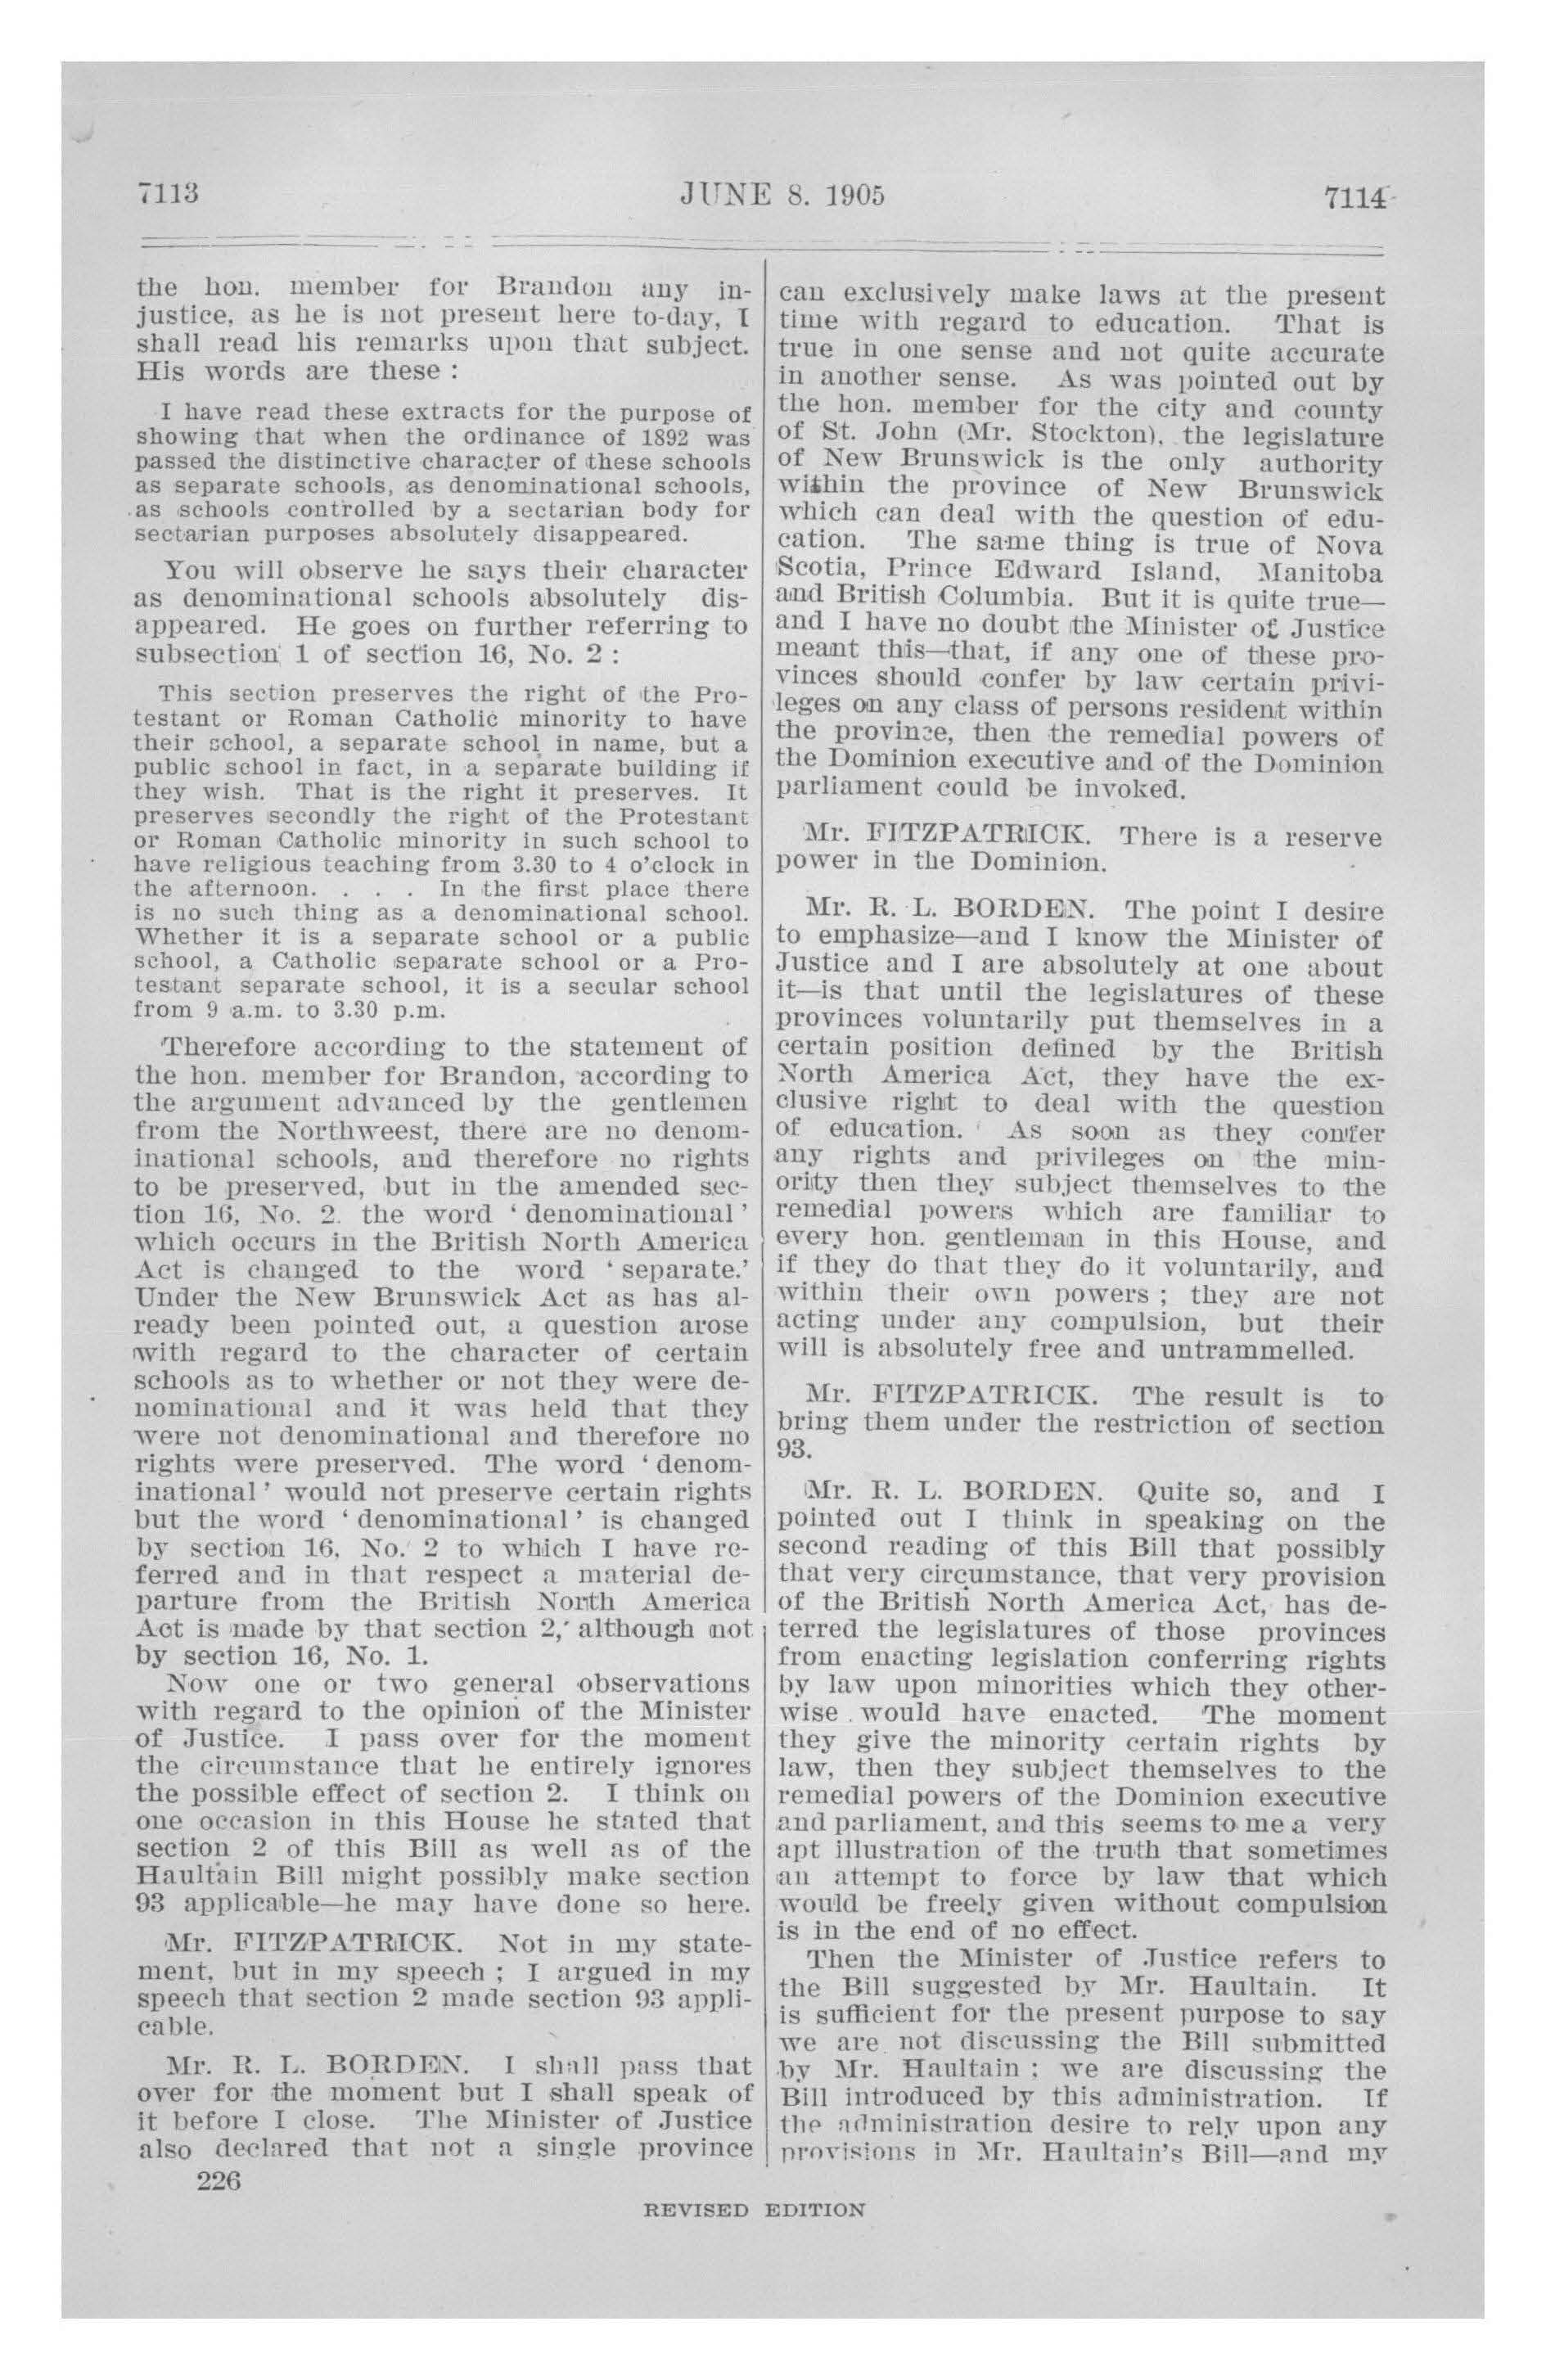 7113
JUNE 8. 1905
7114
the hon. member for Brandon any in-
justice, as he is not present here to-day, I
shall read his remarks upon that subject.
His words are these :
I have read these extracts for the purpose of
showing that when the ordinance of 1892 was
passed the distinctive character of these schools
as separate schools, as denominational schools,
as schools controlled by a sectarian body for
sectarian purposes absolutely disappeared.
You will observe he says their character
as denominational schools absolutely dis-
appeared. He goes on further referring to
subsection 1 of section 16, No. 2 :
This section preserves the right of the Pro-
testant or Roman Catholic minority to have
their school, a separate school in name, but a
public school in fact, in a separate building if
they wish. That is the right it preserves. It
preserves secondly the right of the Protestant
or Roman Catholic minority in such school to
have religious teaching from 3.30 to 4 o'clock in
the afternoon. . . . In the first place there
is no such thing as a denominational school.
Whether it is a separate school or a public
school, a Catholic separate school or a Pro-
testant separate school, it is a secular school
from 9 a.m. to 3.30 p.m.
Therefore according to the statement of
the hon. member for Brandon, according to
the argument advanced by the gentlemen
from the Northweest, there are no denom-
inational schools, and therefore no rights
to be preserved, but in the amended sec-
tion 16, No. 2. the word ' denominational '
which occurs in the British North America
Act is changed to the word ' separate.'
Under the New Brunswick Act as has al-
ready been pointed out, a question arose
with regard to the character of certain
schools as to whether or not they were de-
nominational and it was held that they
were not denominational and therefore no
rights were preserved. The word ' denom-
inational ' would not preserve certain rights
but the word ' denominational ' is changed
by section 16, No. 2 to which I have re-
ferred and in that respect a material de-
parture from the British North America
Act is made by that section 2, although not
by section 16, No. 1.
Now one or two general observations
with regard to the opinion of the Minister
of Justice. I pass over for the moment
the circumstance that he entirely ignores
the possible effect of section 2. I think on
one occasion in this House he stated that
section 2 of this Bill as well as of the
Haultain Bill might possibly make section
93 applicable—he may have done so here.
Mr. FITZPATRICK. Not in my state-
ment, but in my speech ; I argued in my
speech that section 2 made section 93 appli-
cable.
Mr. R. L. BORDEN. I shall pass that
over for the moment but I shall speak of
it before I close. The Minister of Justice
also declared that not a single province
226
can exclusively make laws at the present
time with regard to education. That is
true in one sense and not quite accurate
in another sense. As was pointed out by
the hon. member for the city and county
of St. John (Mr. Stockton), the legislature
of New Brunswick is the only authority
within the province of New Brunswick
which can deal with the question of edu-
cation. The same thing is true of Nova
Scotia, Prince Edward Island, Manitoba
and British Columbia. But it is quite true—
and I have no doubt the Minister of Justice
meant this—that, if any one of these pro-
vinces should confer by law certain privi-
leges on any class of persons resident within
the province, then the remedial powers of
the Dominion executive and of the Dominion
parliament could be invoked.
Mr. FITZPATRICK. There is a reserve
power in the Dominion.
Mr. R. L. BORDEN. The point I desire
to emphasize—and I know the Minister of
Justice and I are absolutely at one about
it—is that until the legislatures of these
provinces voluntarily put themselves in a
certain position defined by the British
North America Act, they have the ex-
clusive right to deal with the question
of education. As soon as they confer
any rights and privileges on the min-
ority then they subject themselves to the
remedial powers which are familiar to
every hon. gentleman in this House, and
if they do that they do it voluntarily, and
within their own powers ; they are not
acting under any compulsion, but their
will is absolutely free and untrammelled.
Mr. FITZPATRICK. The result is to
bring them under the restriction of section
93.
Mr. R. L. BORDEN. Quite so, and I
pointed out I think in speaking on the
second reading of this Bill that possibly
that very circumstance, that very provision
of the British North America Act, has de-
terred the legislatures of those provinces
from enacting legislation conferring rights
by law upon minorities which they other-
wise would have enacted. The moment
they give the minority certain rights by
law, then they subject themselves to the
remedial powers of the Dominion executive
and parliament, and this seems to me a very
apt illustration of the truth that sometimes
an attempt to force by law that which
would be freely given without compulsion
is in the end of no effect.
Then the Minister of Justice refers to
the Bill suggested by Mr. Haultain. It
is sufficient for the present purpose to say
we are not discussing the Bill submitted
by Mr. Haultain ; we are discussing the
Bill introduced by this administration. If
the administration desire to rely upon any
provisions in Mr. Haultain's Bill—and my
REVISED EDITION